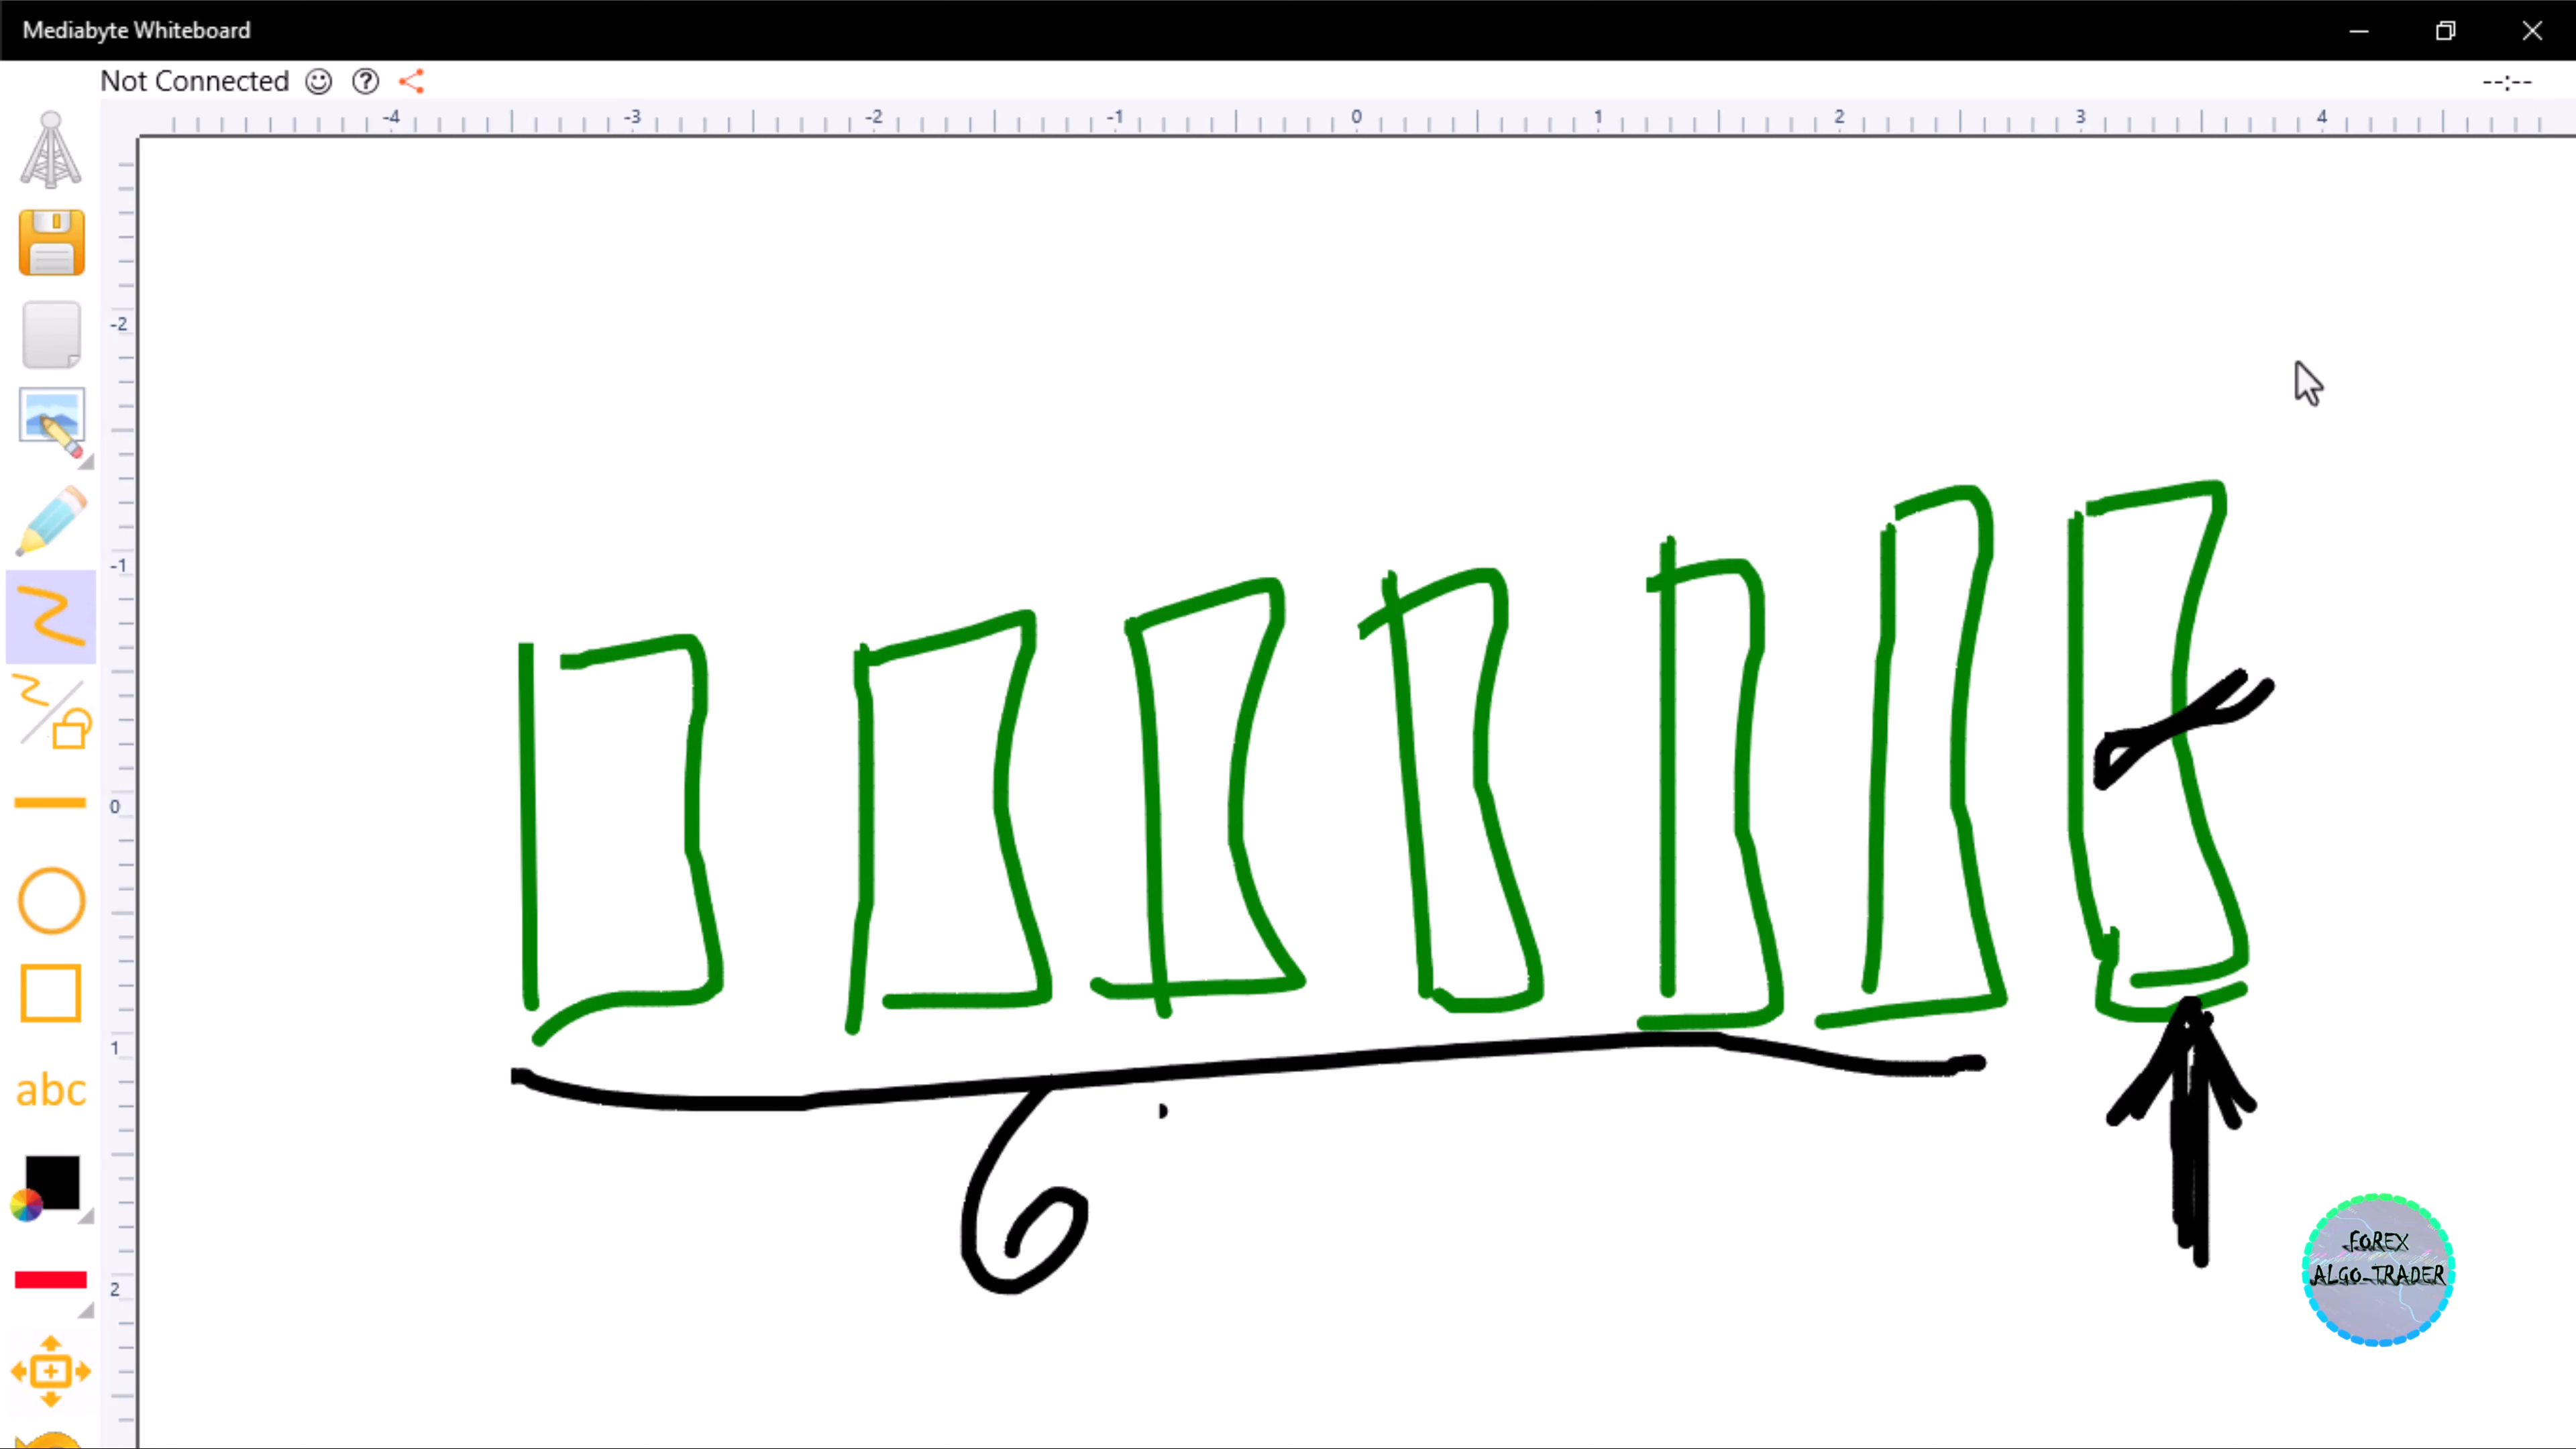 Mediabyte Whiteboard
Not Connected
--:--
-4 -3 -2 -1 0 1 2 3 4
-2
-1
0
1
2
abc
6
FOREX
ALGO-TRADER